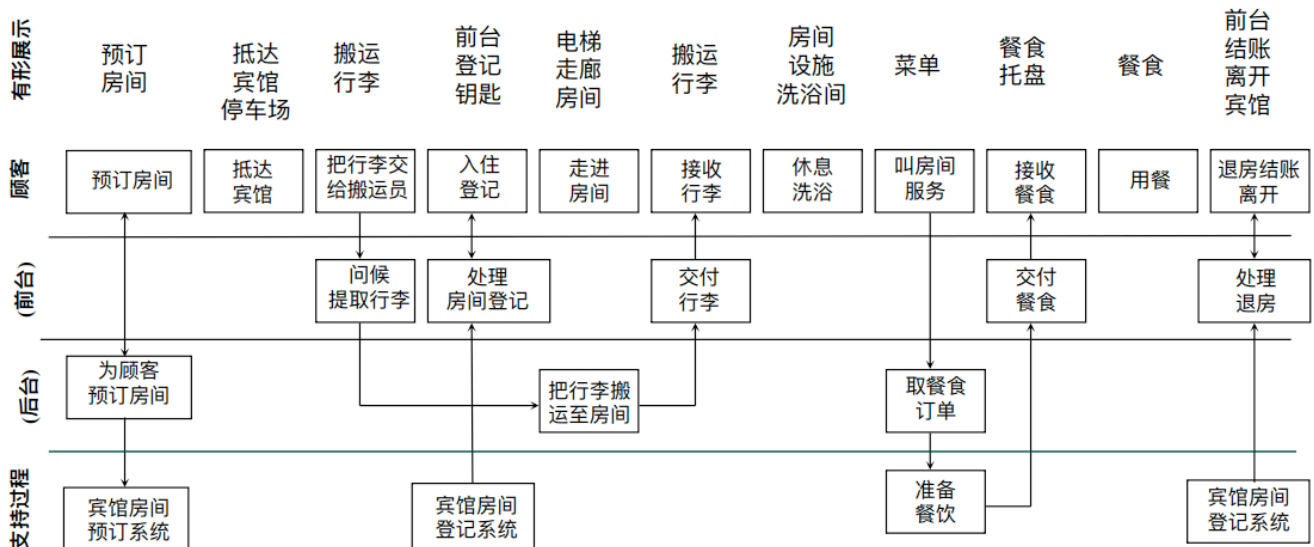 有形展示
预订
房间
抵达
宾馆
停车场
搬运
行李
前台
登记
钥匙
电梯
走廊
房间
搬运
行李
房间
设施
洗浴间
菜单
餐食
托盘
餐食
前台
结账
离开
宾馆
顾客
预订房间
抵达
宾馆
把行李交
给搬运员
入住
登记
走进
房间
接收
行李
休息
洗浴
叫房间
服务
接收
餐食
用餐
退房结账
离开
(前台)
问候
提取行李
处理
房间登记
交付
行李
交付
餐食
处理
退房
(后台)
为顾客
预订房间
把行李搬
运至房间
取餐食
订单
支持过程
宾馆房间
预订系统
宾馆房间
登记系统
准备
餐饮
宾馆房间
登记系统